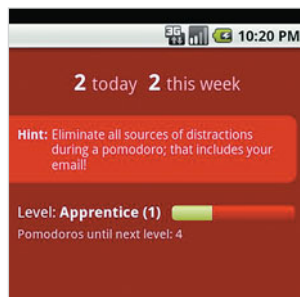 3G 10:20 PM
2 today 2 this week
Hint: Eliminate all sources of distractions
during a pomodoro; that includes your
email!
Level: Apprentice (1)
Pomodoros until next level: 4